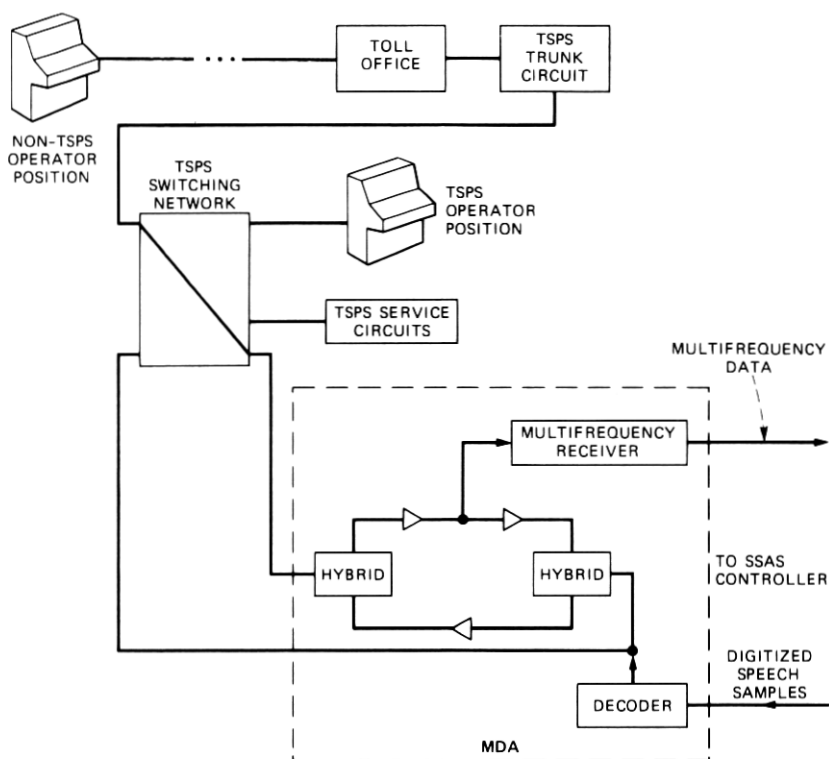 TOLL
OFFICE
TSPS
TRUNK
CIRCUIT
NON-TSPS
OPERATOR
POSITION
TSPS
SWITCHING
NETWORK
TSPS
OPERATOR
POSITION
TSPS SERVICE
CIRCUITS
MULTIFREQUENCY
DATA
MULTIFREQUENCY
RECEIVER
HYBRID
HYBRID
TO SSAS
CONTROLLER
DIGITIZED
SPEECH
SAMPLES
DECODER
MDA